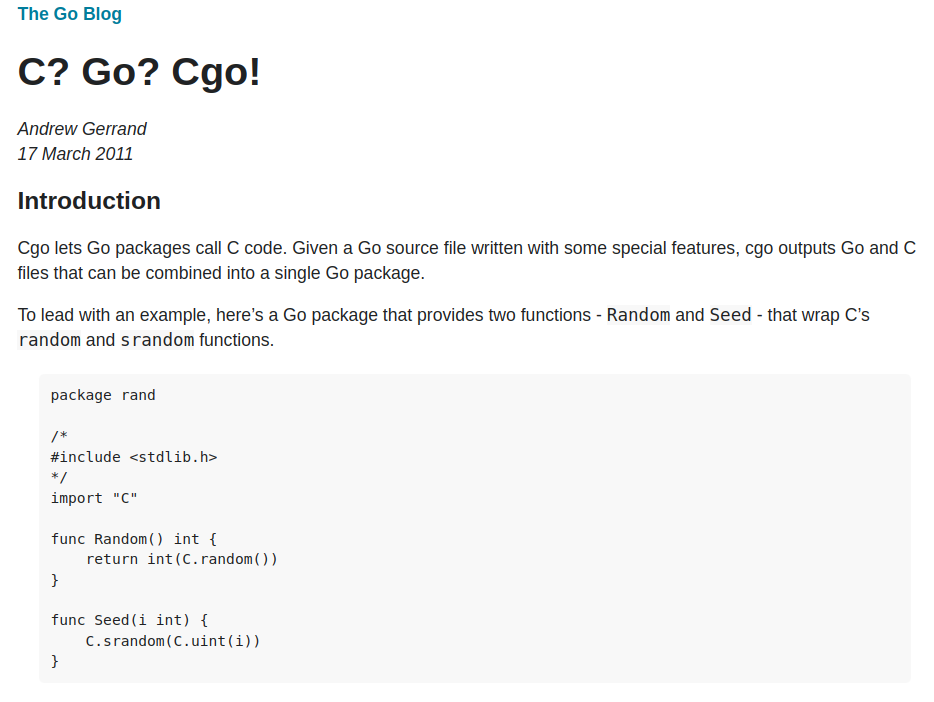 The Go Blog
C? Go? Cgo!
Andrew Gerrand
17 March 2011
Introduction
Cgo lets Go packages call C code. Given a Go source file written with some special features, cgo outputs Go and C
files that can be combined into a single Go package.
To lead with an example, here’s a Go package that provides two functions - Random and Seed - that wrap C’s
random and srandom functions.
package rand

/*
#include <stdlib.h>
*/
import "C"

func Random() int {
    return int(C.random())
}

func Seed(i int) {
    C.srandom(C.uint(i))
}